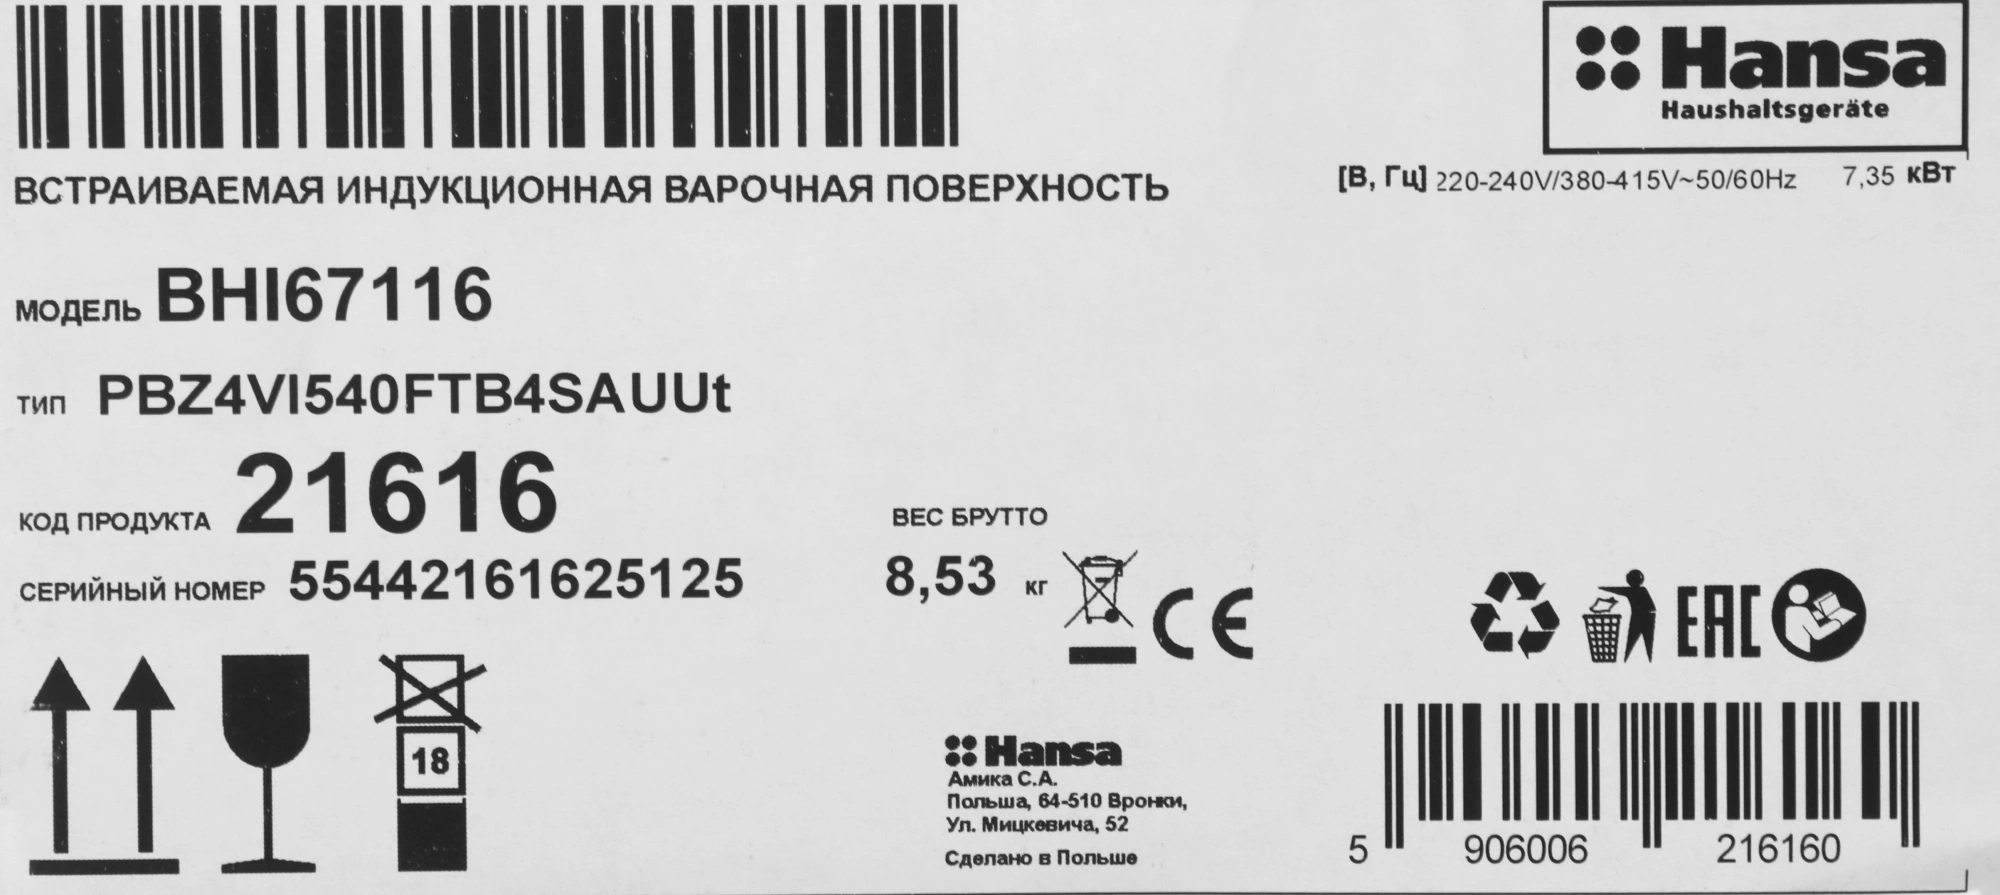 Hansa
Haushaltsgeräte
ВСТРАИВАЕМАЯ ИНДУКЦИОННАЯ ВАРОЧНАЯ ПОВЕРХНОСТЬ
[В, Гц] 220-240V/380-415V~50/60Hz 7,35 кВт
МОДЕЛЬ BHI67116
ТИП PBZ4VI540FTB4SAUUt
КОД ПРОДУКТА 21616
СЕРИЙНЫЙ НОМЕР 55442161625125
ВЕС БРУТТО
8,53 кг
CE
EAC
18
Hansa
Амика С.А.
Польша, 64-510 Вронки,
Ул. Мицкевича, 52
Сделано в Польше
5 906006 216160